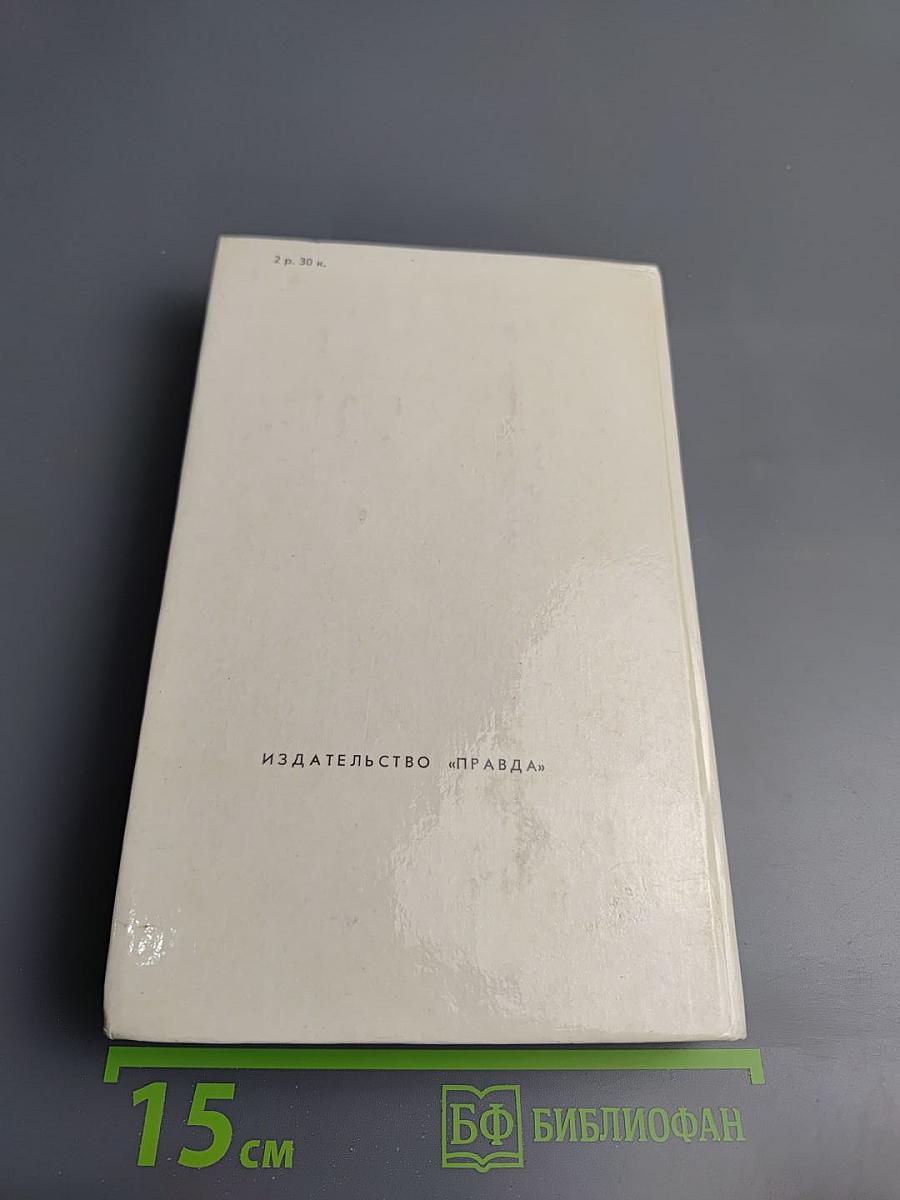 2 р. 30 к.
ИЗДАТЕЛЬСТВО «ПРАВДА»
15 см
БФ БИБЛИОФАН